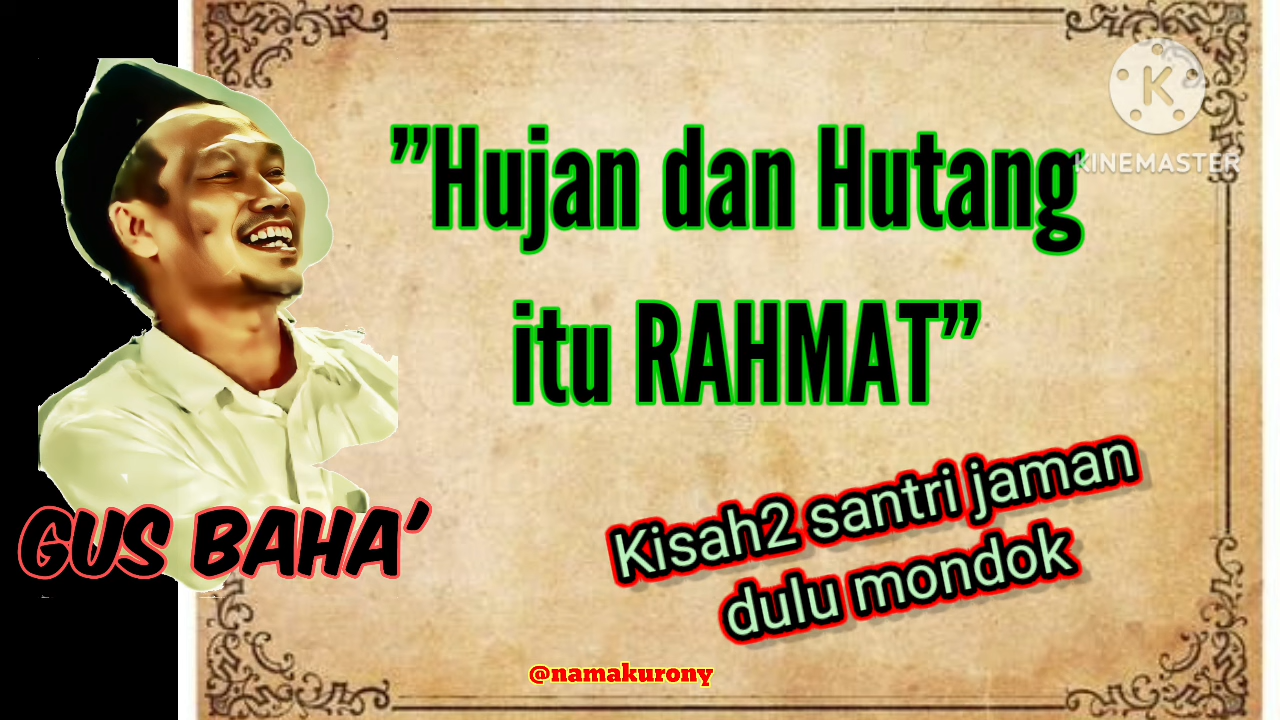 "Hujan dan Hutang
itu RAHMAT"
Kisah2 santri jaman
dulu mondok
GUS BAHA'
@namakurony
K
KINEMASTER